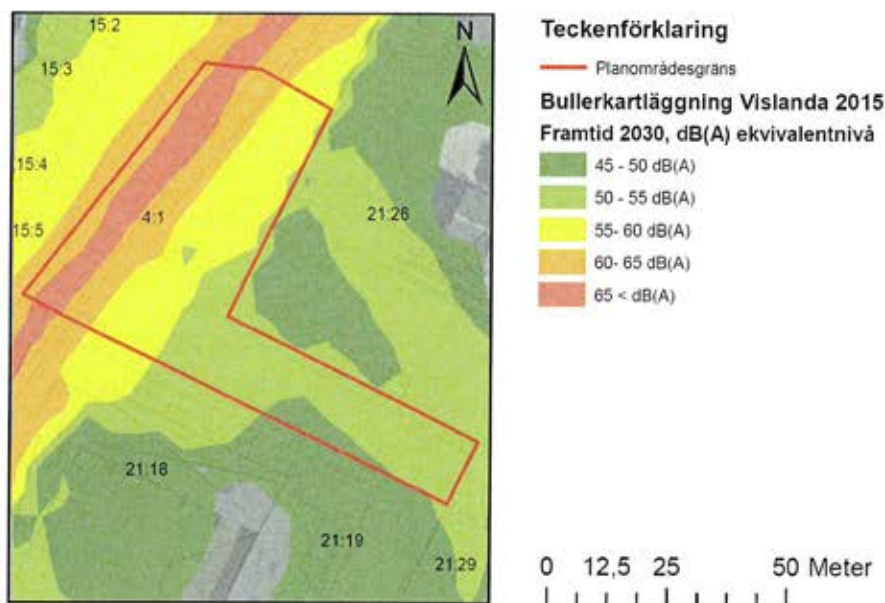 15:2
15:3
N
15:4
15:5
4:1
21:26
21:18
21:19
21:29
Teckenförklaring
Planområdesgräns
Bullerkartläggning Vislanda 2015
Framtid 2030, dB(A) ekvivalentnivå
45 - 50 dB(A)
50 - 55 dB(A)
55- 60 dB(A)
60- 65 dB(A)
65 < dB(A)
0 12,5 25 50 Meter